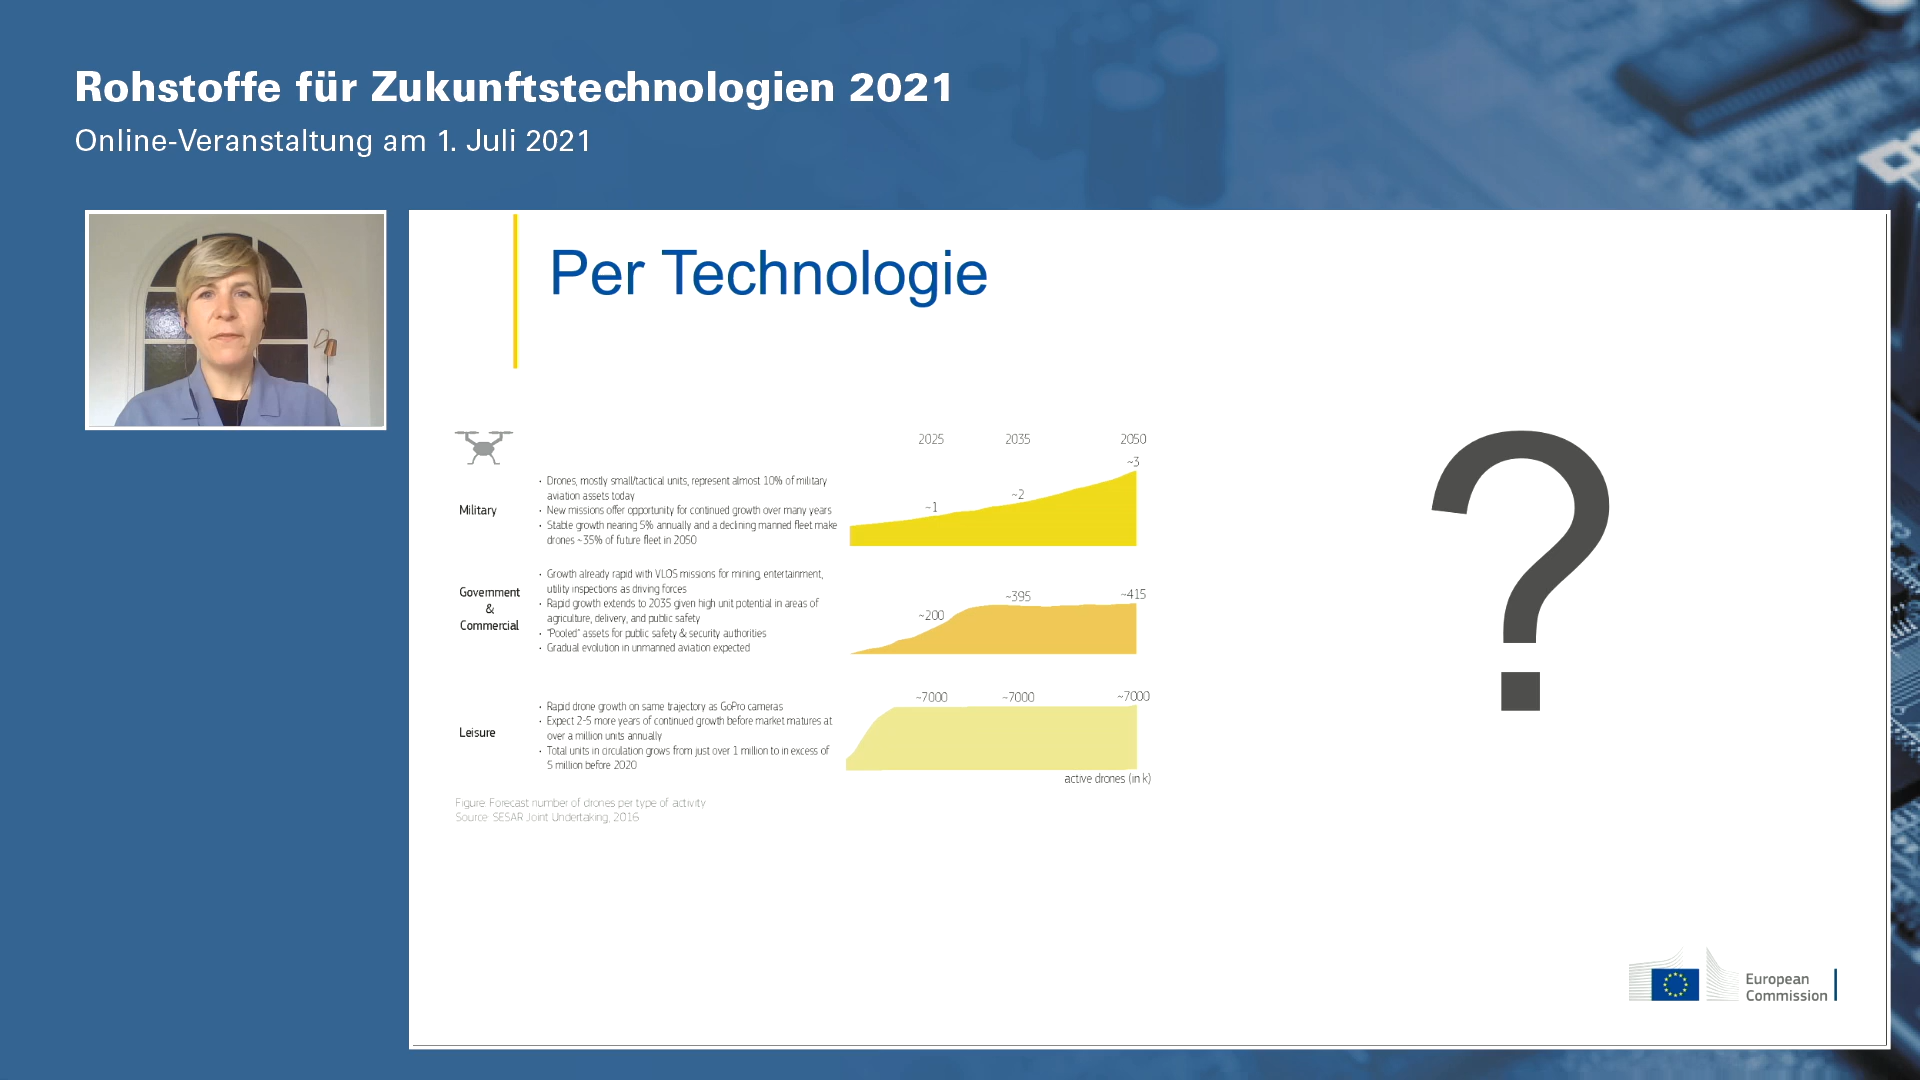 Rohstoffe für Zukunftstechnologien 2021
Online-Veranstaltung am 1. Juli 2021
Per Technologie
2025 2035 2050
Military
· Drones, mostly small/tactical units, represent almost 10% of military
aviation assets today
· New missions offer opportunity for continued growth over many years
· Stable growth nearing 5% annually and a declining manned fleet make
drones ~35% of future fleet in 2050
~1 ~2 ~3
Government
&
Commercial
· Growth already rapid with VLOS missions for mining, entertainment,
utility inspections as driving forces
· Rapid growth extends to 2035 given high unit potential in areas of
agriculture, delivery, and public safety
· "Pooled" assets for public safety & security authorities
· Gradual evolution in unmanned aviation expected
~200 ~395 ~415
Leisure
· Rapid drone growth on same trajectory as GoPro cameras
· Expect 2-5 more years of continued growth before market matures at
over a million units annually
· Total units in circulation grows from just over 1 million to in excess of
5 million before 2020
~7000 ~7000 ~7000
active drones (in k)
Figure: Forecast number of drones per type of activity
Source: SESAR Joint Undertaking, 2016
?
European
Commission